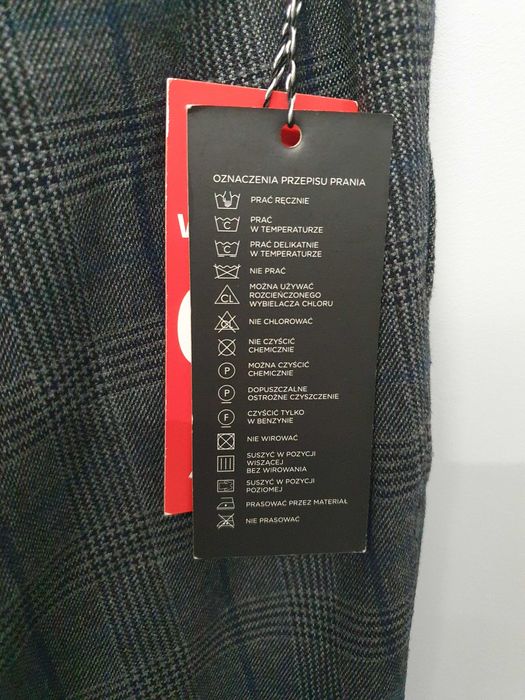 OZNACZENIA PRZEPISU PRANIA
PRAĆ RĘCZNIE
C
PRAĆ
W TEMPERATURZE
C
PRAĆ DELIKATNIE
W TEMPERATURZE
NIE PRAĆ
CL
MOŻNA UŻYWAĆ
ROZCIEŃCZONEGO
WYBIELACZA CHLORU
CL
NIE CHLOROWAĆ
NIE CZYŚCIĆ
CHEMICZNIE
P
MOŻNA CZYŚCIĆ
CHEMICZNIE
P
DOPUSZCZALNE
OSTROŻNE CZYSZCZENIE
F
CZYŚCIĆ TYLKO
W BENZYNIE
NIE WIROWAĆ
SUSZYĆ W POZYCJI
WISZĄCEJ
BEZ WIROWANIA
SUSZYĆ W POZYCJI
POZIOMEJ
PRASOWAĆ PRZEZ MATERIAŁ
NIE PRASOWAĆ